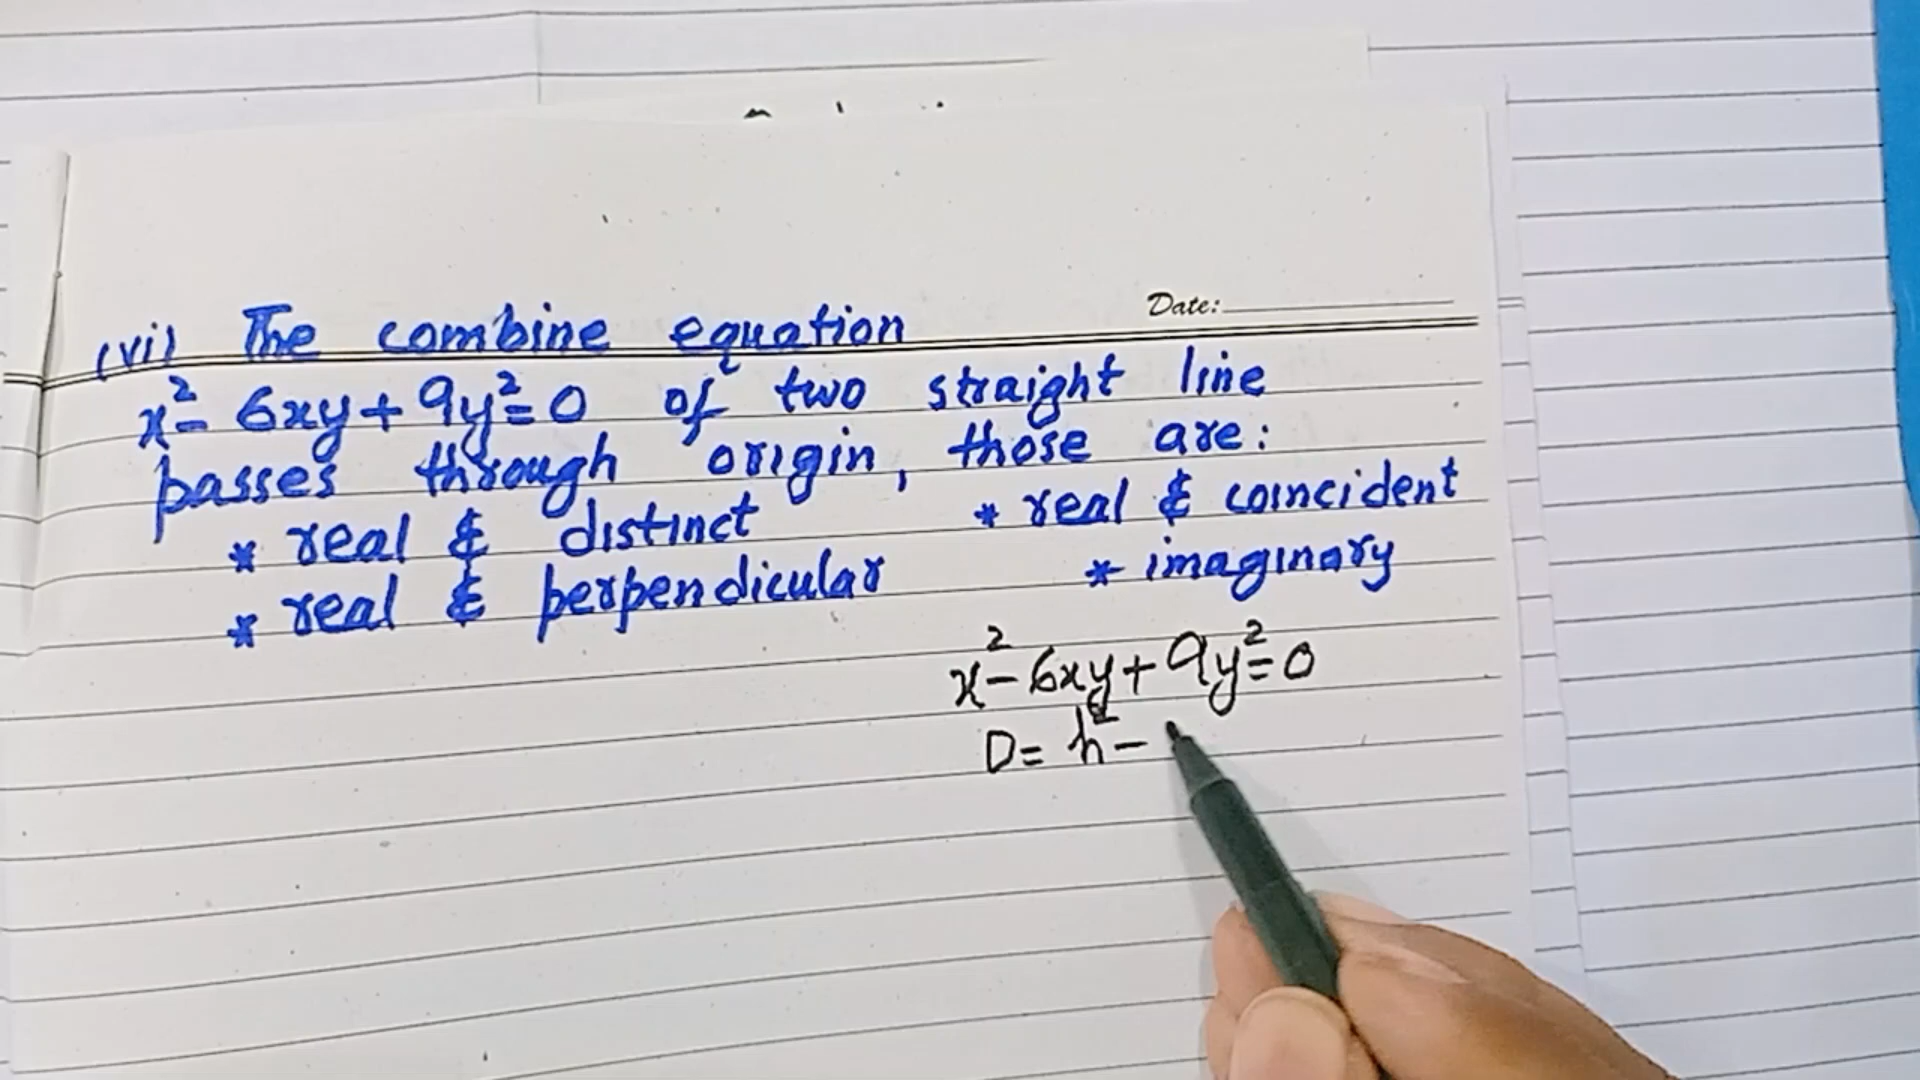 Date:
(vi) The combine equation
x² - 6xy + 9y² = 0 of two straight line
passes through origin, those are:
* real & distinct * real & coincident
* real & perpendicular * imaginary
x² - 6xy + 9y² = 0
D = h² -